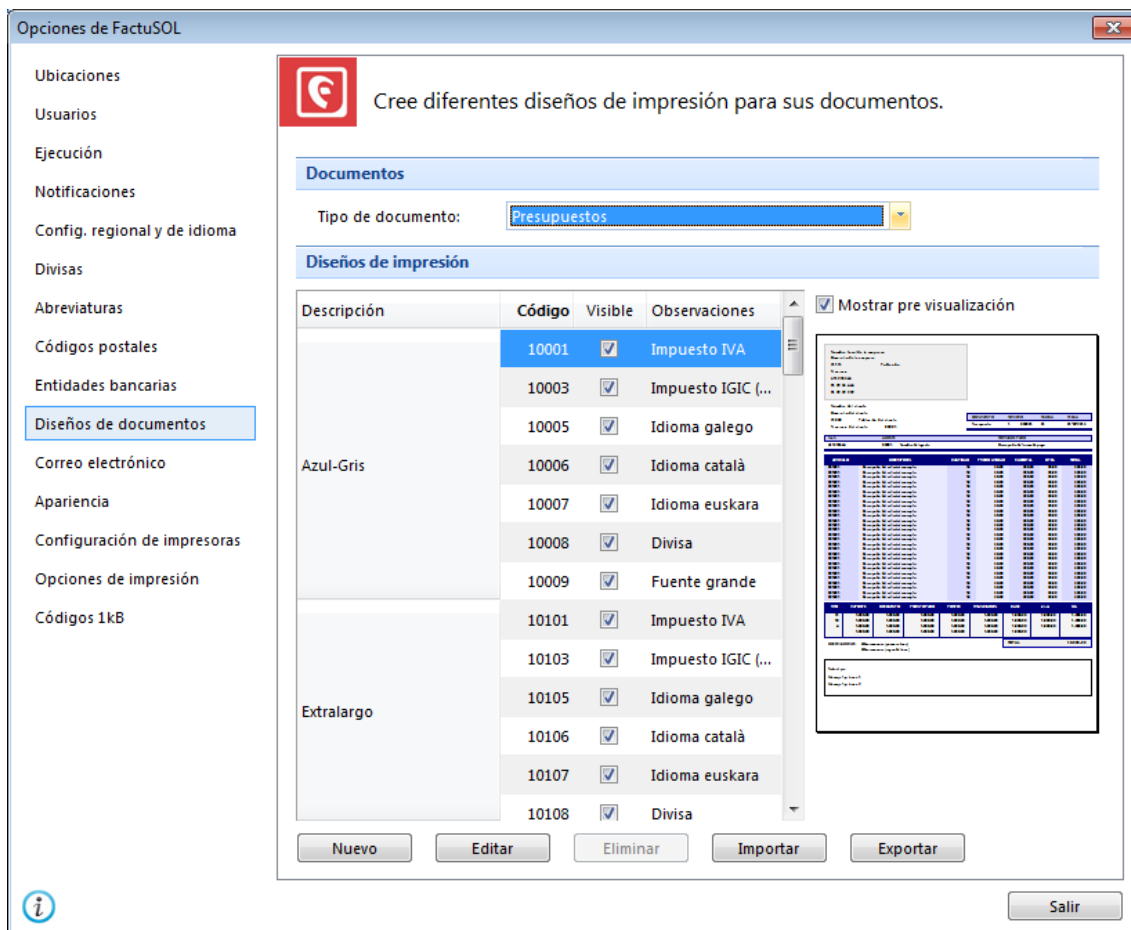 Opciones de FactuSOL
Ubicaciones
Usuarios
Ejecución
Notificaciones
Config. regional y de idioma
Divisas
Abreviaturas
Códigos postales
Entidades bancarias
Diseños de documentos
Correo electrónico
Apariencia
Configuración de impresoras
Opciones de impresión
Códigos 1kB
Cree diferentes diseños de impresión para sus documentos.
Documentos
Tipo de documento: Presupuestos
Diseños de impresión
Descripción Código Visible Observaciones
Mostrar pre visualización
Azul-Gris
10001 Impuesto IVA
10003 Impuesto IGIC (...
10005 Idioma galego
10006 Idioma català
10007 Idioma euskara
10008 Divisa
10009 Fuente grande
Extralargo
10101 Impuesto IVA
10103 Impuesto IGIC (...
10105 Idioma galego
10106 Idioma català
10107 Idioma euskara
10108 Divisa
Nuevo Editar Eliminar Importar Exportar
Salir